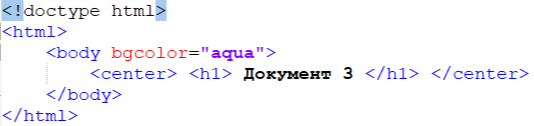 <!doctype html>
<html>
<body bgcolor="aqua">
<center> <h1> Документ 3 </h1> </center>
</body>
</html>